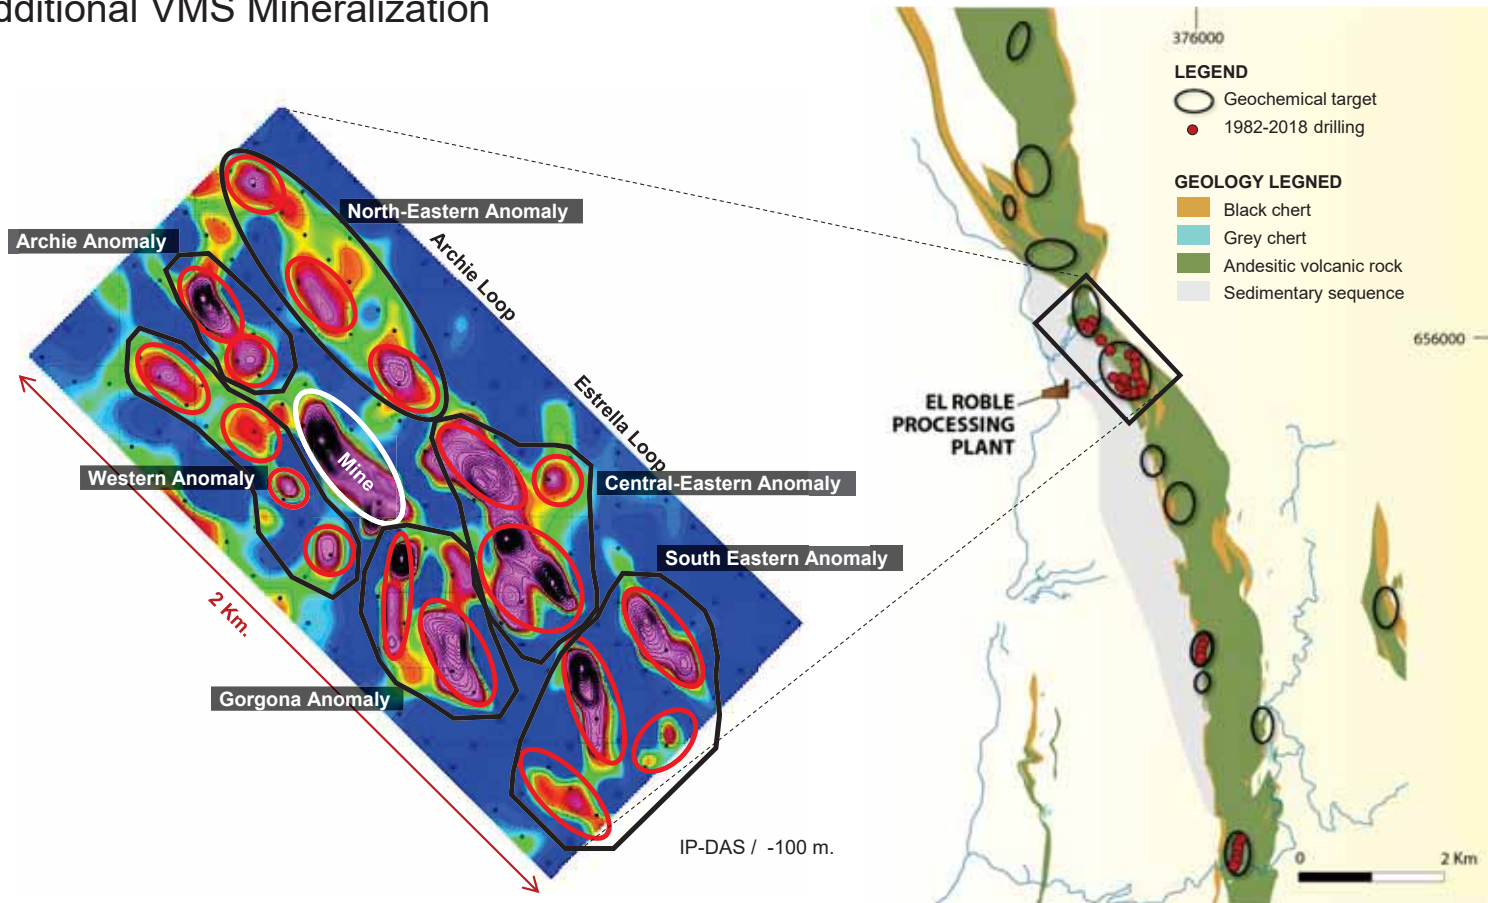 dditional VMS Mineralization
North-Eastern Anomaly
Archie Anomaly
Archie Loop
Estrella Loop
Mine
Western Anomaly
Central-Eastern Anomaly
South Eastern Anomaly
2 Km.
Gorgona Anomaly
IP-DAS / -100 m.
376000
LEGEND
Geochemical target
1982-2018 drilling
GEOLOGY LEGNED
Black chert
Grey chert
Andesitic volcanic rock
Sedimentary sequence
656000
EL ROBLE
PROCESSING
PLANT
0 2 Km